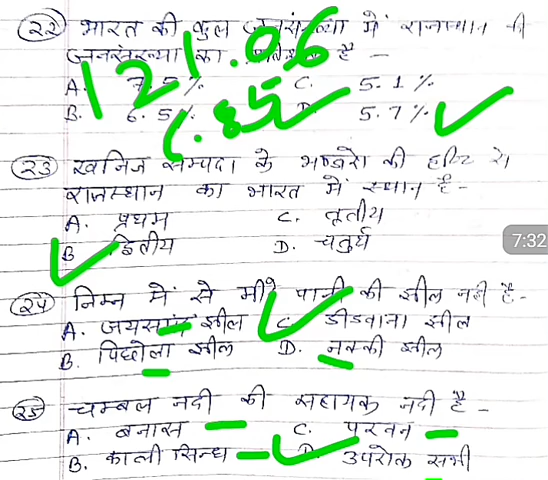 (22) भारत की कुल जनसंख्या में राजस्थान की
जनसंख्या का है -
A. 7.5% C. 5.1%
B. 6.5% D. 5.7%
121.06
6.85
(23) खनिज सम्पदा के भण्डारो की दृष्टि से
राजस्थान का भारत में स्थान है-
A. प्रथम C. तृतीय
B द्वितीय D. चतुर्थ
7:32
(24) निम्न में से मीठे पानी की झील नही है-
A. जयसमंद झील C. डीडवाना झील
B. पिछोला झील D. नक्की झील
(25) चम्बल नदी की सहायक नदी है -
A. बनास C. परवन
B. काली सिन्ध D. उपरोक्त सभी